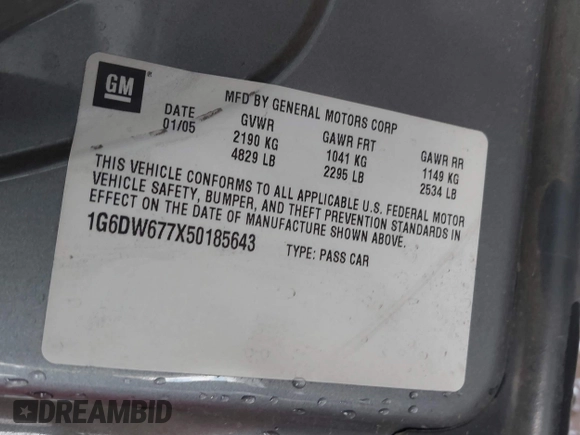 GM
MFD BY GENERAL MOTORS CORP
DATE GVWR GAWR FRT GAWR RR
01/05 2190 KG 1041 KG 1149 KG
4829 LB 2295 LB 2534 LB
THIS VEHICLE CONFORMS TO ALL APPLICABLE U.S. FEDERAL MOTOR
VEHICLE SAFETY, BUMPER, AND THEFT PREVENTION STANDARDS IN
EFFECT ON THE DATE OF MANUFACTURE SHOWN ABOVE.
1G6DW677X50185643 TYPE: PASS CAR
DREAMBID